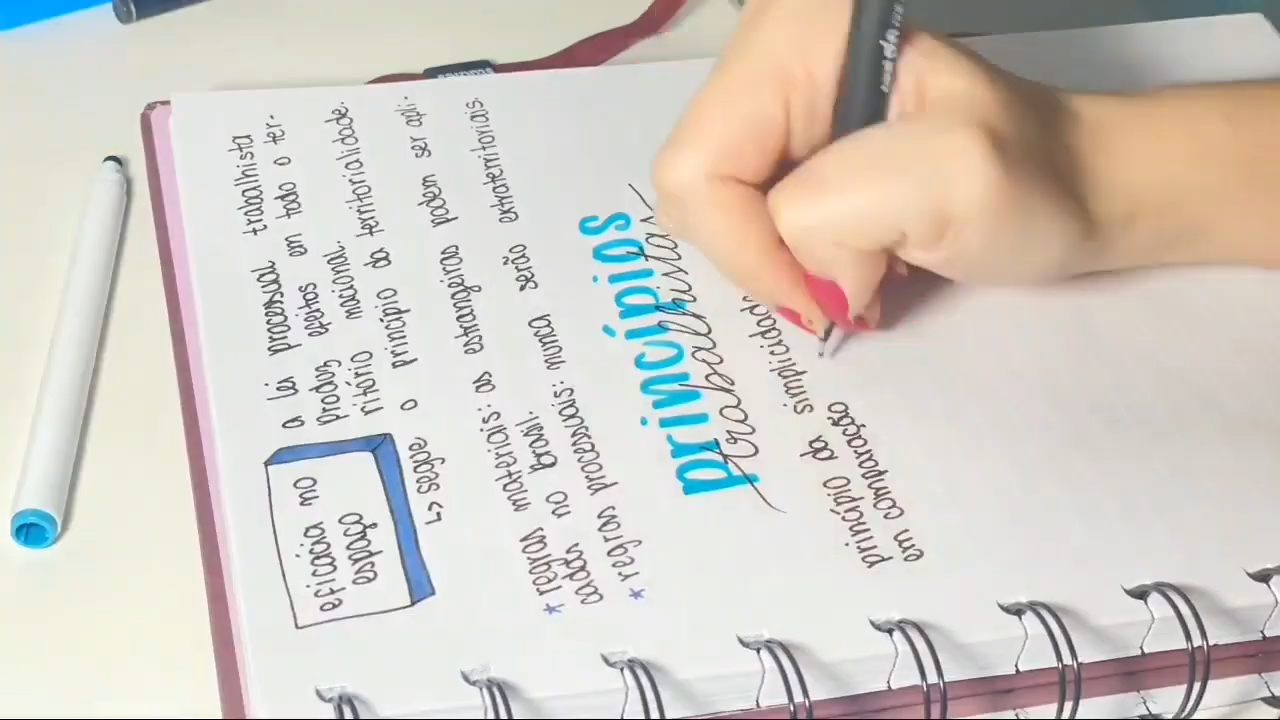 eficácia no
espaço
a lei processual trabalhista
produz efeitos em todo o ter-
ritório nacional.
↳ segue o princípio da territorialidade.
* regras materiais: as estrangeiras podem ser apli-
cadas no brasil.
* regras processuais: nunca serão extraterritoriais.
princípios
trabalhistas
princípio da simplicidade
em comparação